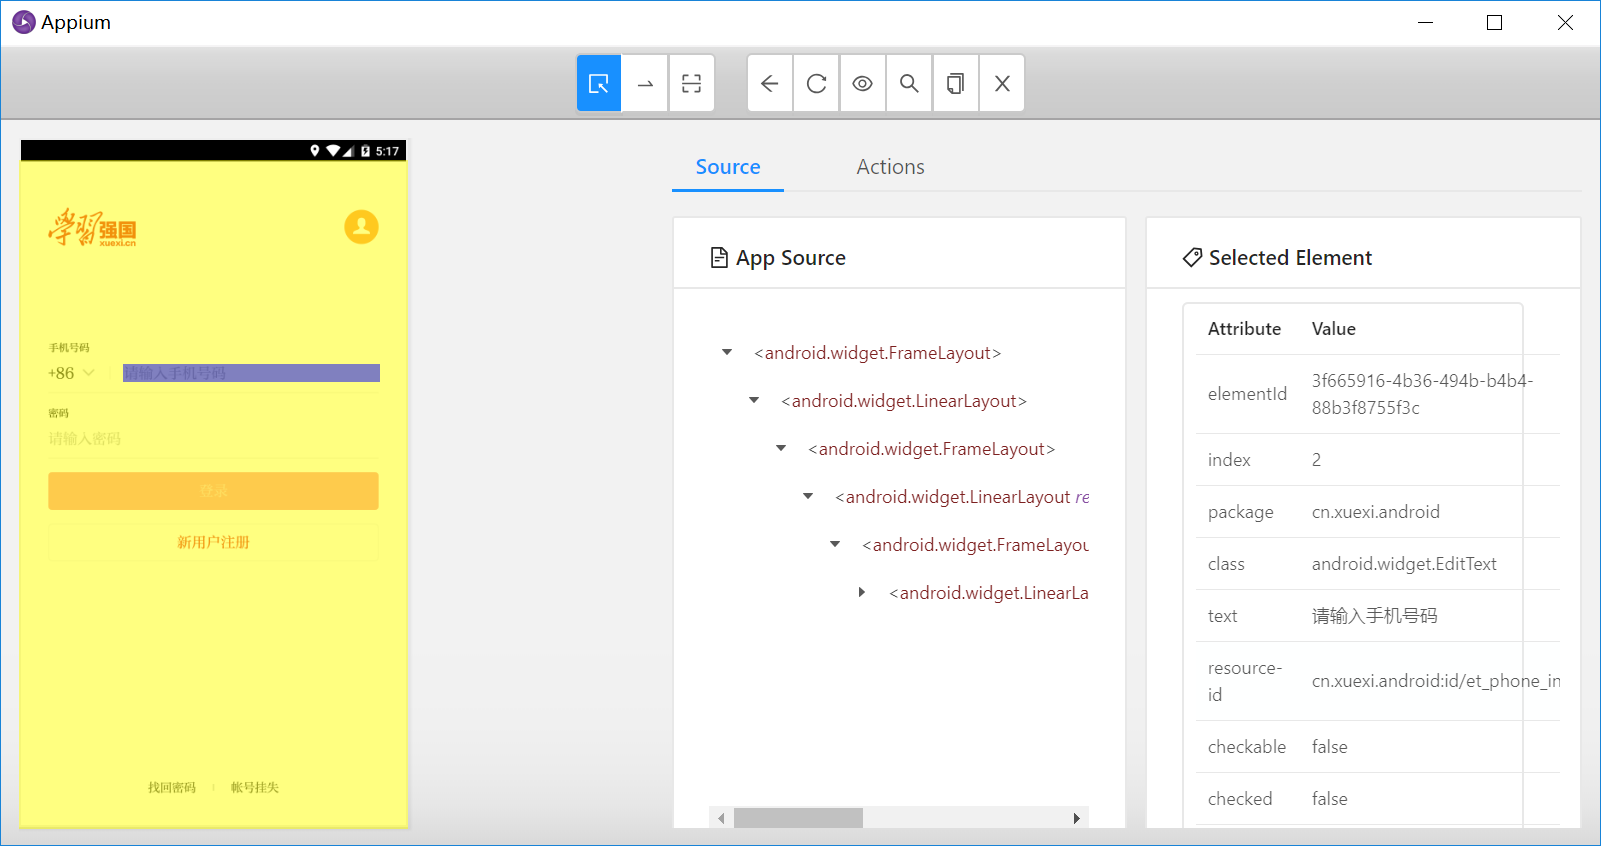 Appium
5:17
学習强国
xuexi.cn
手机号码
+86
请输入手机号码
密码
请输入密码
登录
新用户注册
找回密码
帐号挂失
Source
Actions
App Source
<android.widget.FrameLayout>
<android.widget.LinearLayout>
<android.widget.FrameLayout>
<android.widget.LinearLayout re
<android.widget.FrameLayou
<android.widget.LinearLa
Selected Element
Attribute Value
elementId 3f665916-4b36-494b-b4b4-
88b3f8755f3c
index 2
package cn.xuexi.android
class android.widget.EditText
text 请输入手机号码
resource-
id cn.xuexi.android:id/et_phone_in
checkable false
checked false